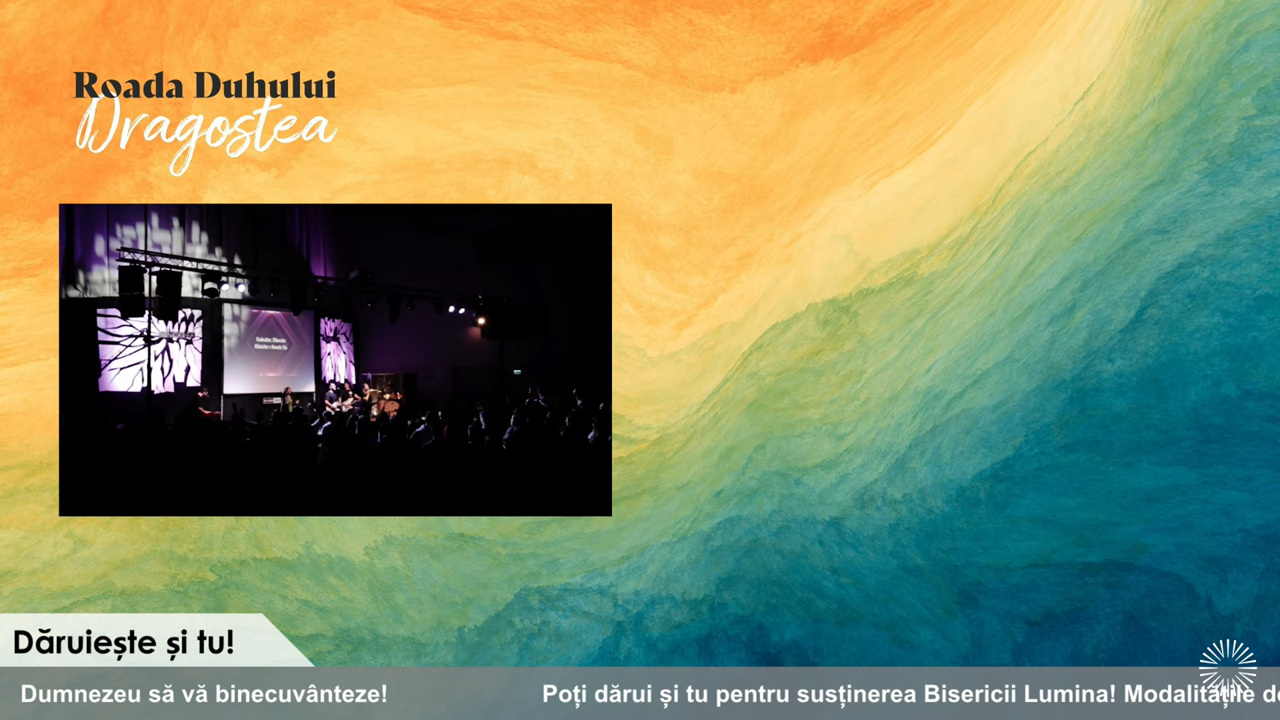 Roada Duhului
Dragostea
Dăruiește și tu!
Dumnezeu să vă binecuvânteze! Poți dărui și tu pentru susținerea Bisericii Lumina! Modalitățile